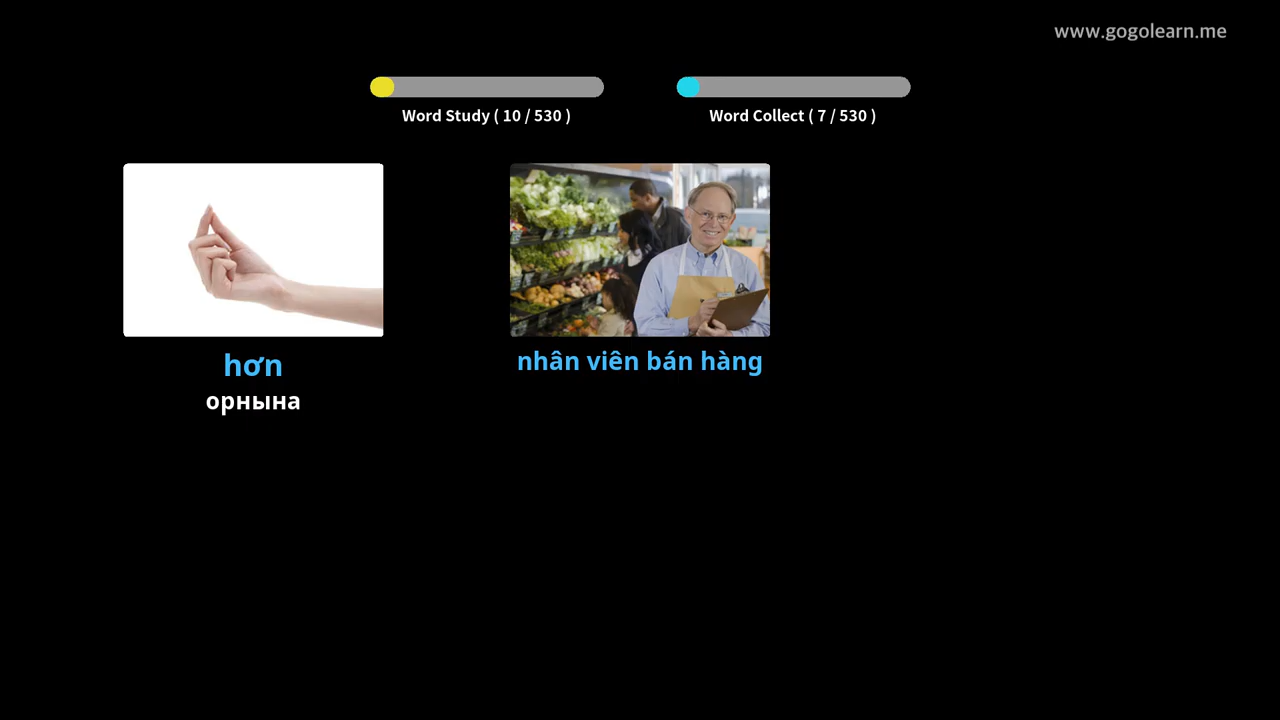 www.gogolearn.me
Word Study ( 10 / 530 )
Word Collect ( 7 / 530 )
hơn
орнына
nhân viên bán hàng